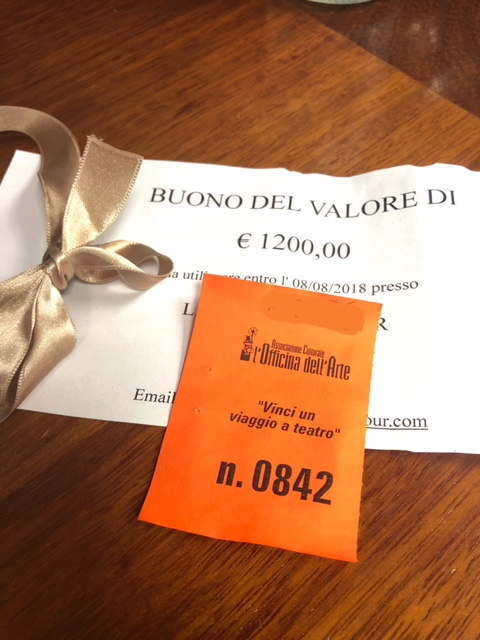 BUONO DEL VALORE DI
€ 1200,00
utilizzare entro l' 08/08/2018 presso
L
R
Associazione Culturale
l'Officina dell'Arte
"Vinci un
viaggio a teatro"
Email
our.com
n. 0842